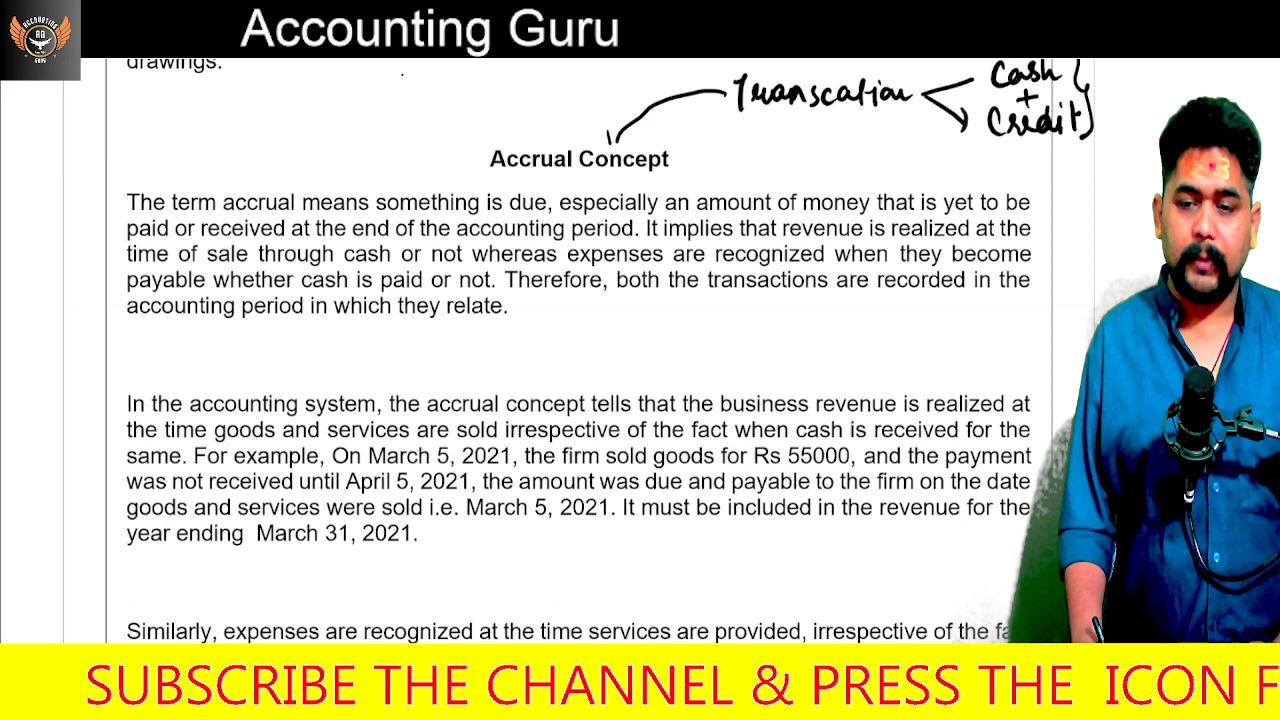 Accounting Guru
drawings.
Transcation
Cash
+
Credit
Accrual Concept
The term accrual means something is due, especially an amount of money that is yet to be
paid or received at the end of the accounting period. It implies that revenue is realized at the
time of sale through cash or not whereas expenses are recognized when they become
payable whether cash is paid or not. Therefore, both the transactions are recorded in the
accounting period in which they relate.
In the accounting system, the accrual concept tells that the business revenue is realized at
the time goods and services are sold irrespective of the fact when cash is received for the
same. For example, On March 5, 2021, the firm sold goods for Rs 55000, and the payment
was not received until April 5, 2021, the amount was due and payable to the firm on the date
goods and services were sold i.e. March 5, 2021. It must be included in the revenue for the
year ending March 31, 2021.
Similarly, expenses are recognized at the time services are provided, irrespective of the
SUBSCRIBE THE CHANNEL & PRESS THE ICON F